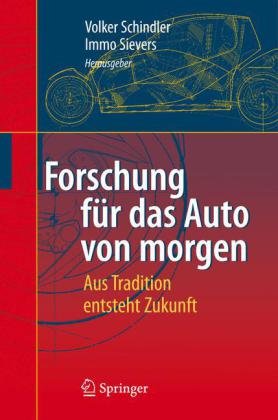 Volker Schindler
Immo Sievers
Herausgeber
Forschung
für das Auto
von morgen
Aus Tradition
entsteht Zukunft
Springer